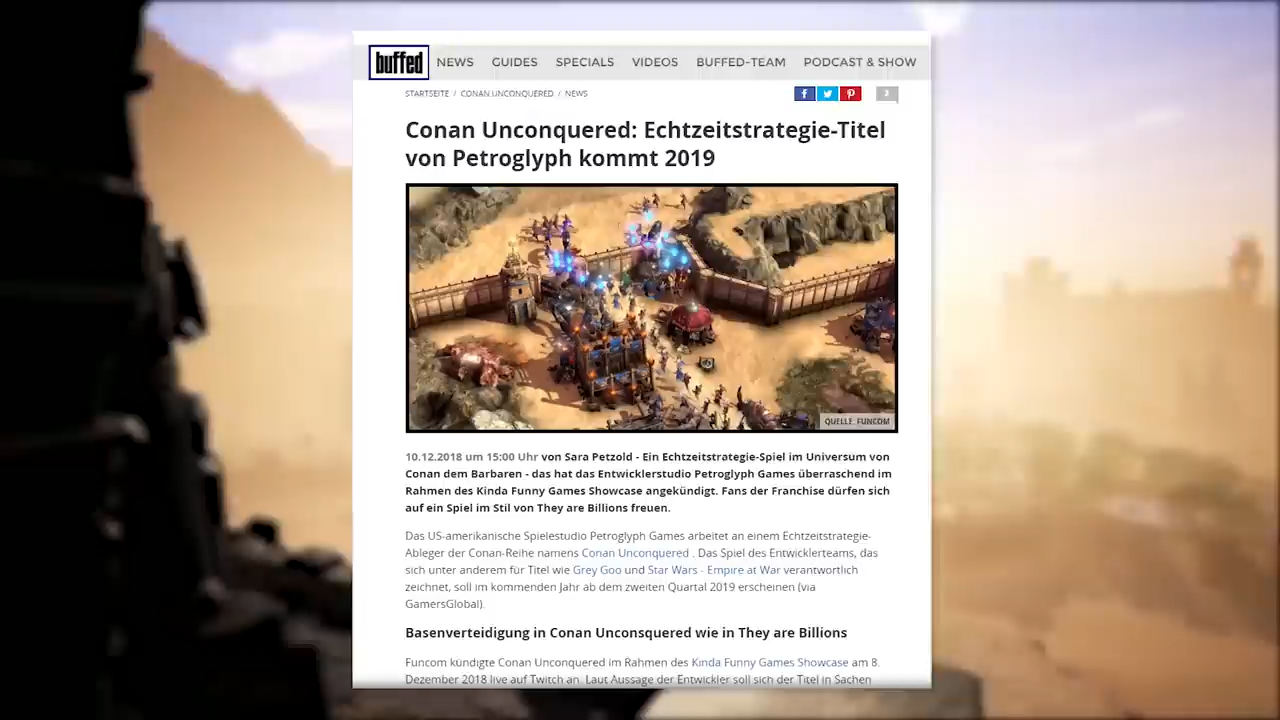 buffed NEWS GUIDES SPECIALS VIDEOS BUFFED-TEAM PODCAST & SHOW
STARTSEITE / CONAN UNCONQUERED / NEWS
Conan Unconquered: Echtzeitstrategie-Titel
von Petroglyph kommt 2019
QUELLE: FUNCOM
10.12.2018 um 15:00 Uhr von Sara Petzold - Ein Echtzeitstrategie-Spiel im Universum von
Conan dem Barbaren - das hat das Entwicklerstudio Petroglyph Games überraschend im
Rahmen des Kinda Funny Games Showcase angekündigt. Fans der Franchise dürfen sich
auf ein Spiel im Stil von They are Billions freuen.
Das US-amerikanische Spielestudio Petroglyph Games arbeitet an einem Echtzeitstrategie-
Ableger der Conan-Reihe namens Conan Unconquered . Das Spiel des Entwicklerteams, das
sich unter anderem für Titel wie Grey Goo und Star Wars - Empire at War verantwortlich
zeichnet, soll im kommenden Jahr ab dem zweiten Quartal 2019 erscheinen (via
GamersGlobal).
Basenverteidigung in Conan Unconsquered wie in They are Billions
Funcom kündigte Conan Unconquered im Rahmen des Kinda Funny Games Showcase am 8.
Dezember 2018 live auf Twitch an. Laut Aussage der Entwickler soll sich der Titel in Sachen